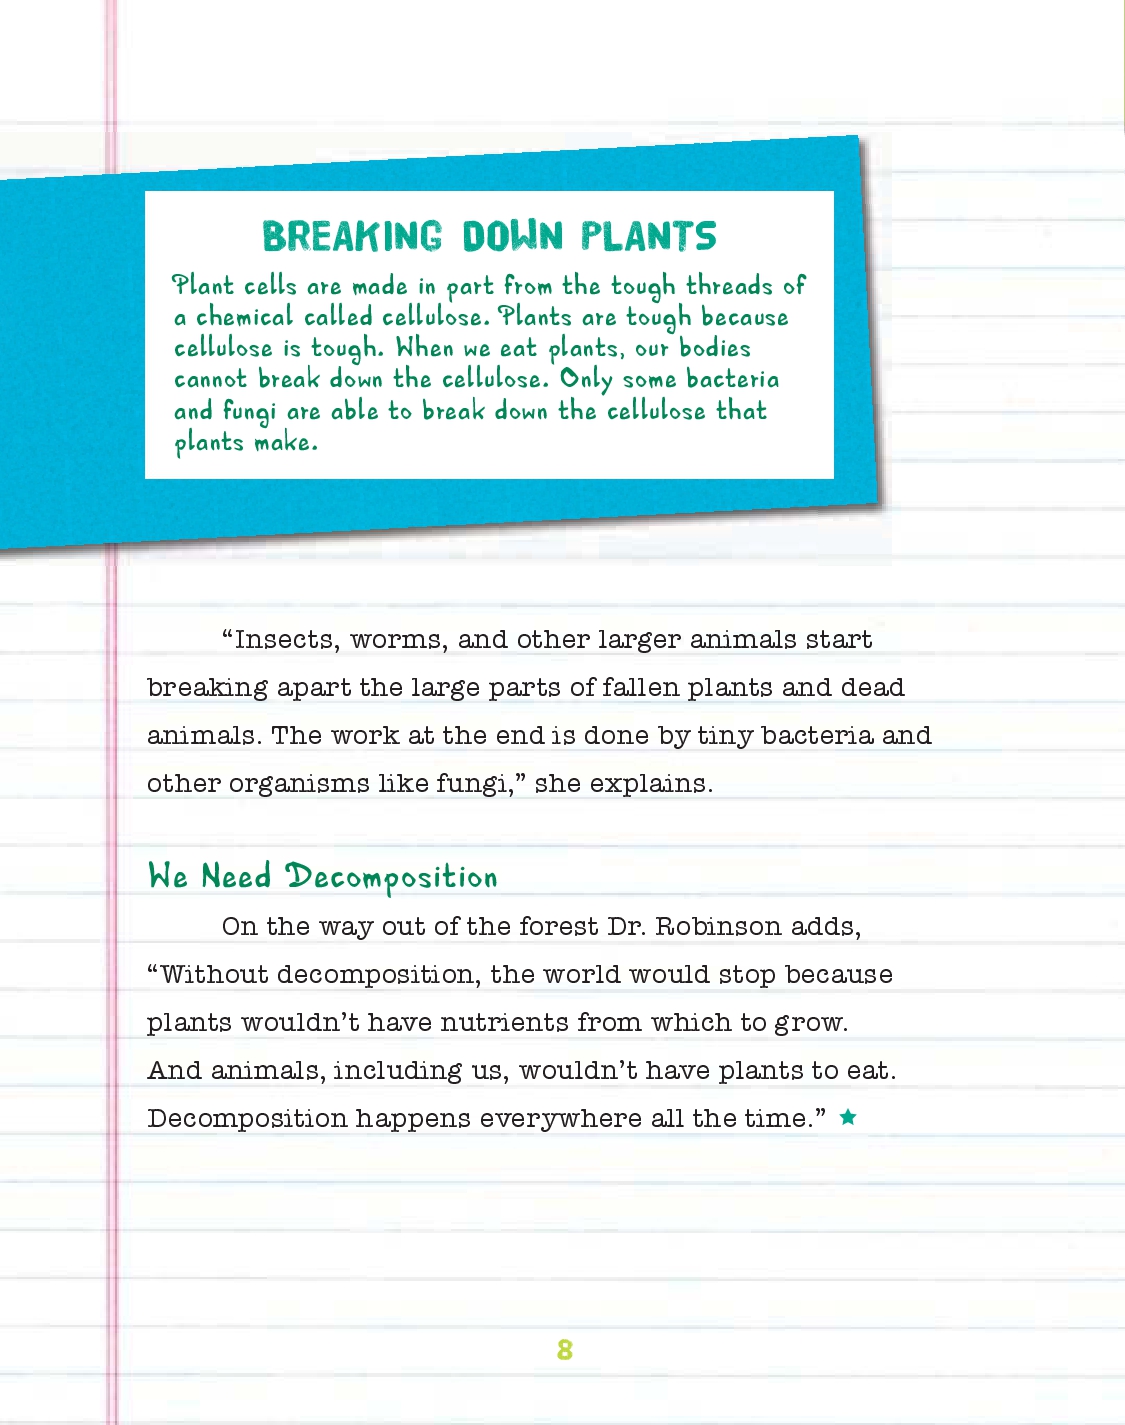 BREAKING DOWN PLANTS
Plant cells are made in part from the tough threads of
a chemical called cellulose. Plants are tough because
cellulose is tough. When we eat plants, our bodies
cannot break down the cellulose. Only some bacteria
and fungi are able to break down the cellulose that
plants make.
“Insects, worms, and other larger animals start
breaking apart the large parts of fallen plants and dead
animals. The work at the end is done by tiny bacteria and
other organisms like fungi,” she explains.
We Need Decomposition
On the way out of the forest Dr. Robinson adds,
“Without decomposition, the world would stop because
plants wouldn’t have nutrients from which to grow.
And animals, including us, wouldn’t have plants to eat.
Decomposition happens everywhere all the time.” ★
8